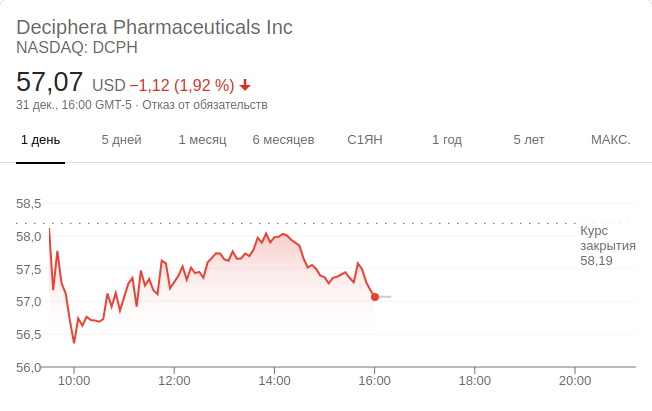 Deciphera Pharmaceuticals Inc
NASDAQ: DCPH
57,07 USD −1,12 (1,92 %) ↓
31 дек., 16:00 GMT-5 · Отказ от обязательств
1 день 5 дней 1 месяц 6 месяцев С1ЯН 1 год 5 лет МАКС.
58,5
58,0
57,5
57,0
56,5
56,0
Курс
закрытия
58,19
10:00 12:00 14:00 16:00 18:00 20:00